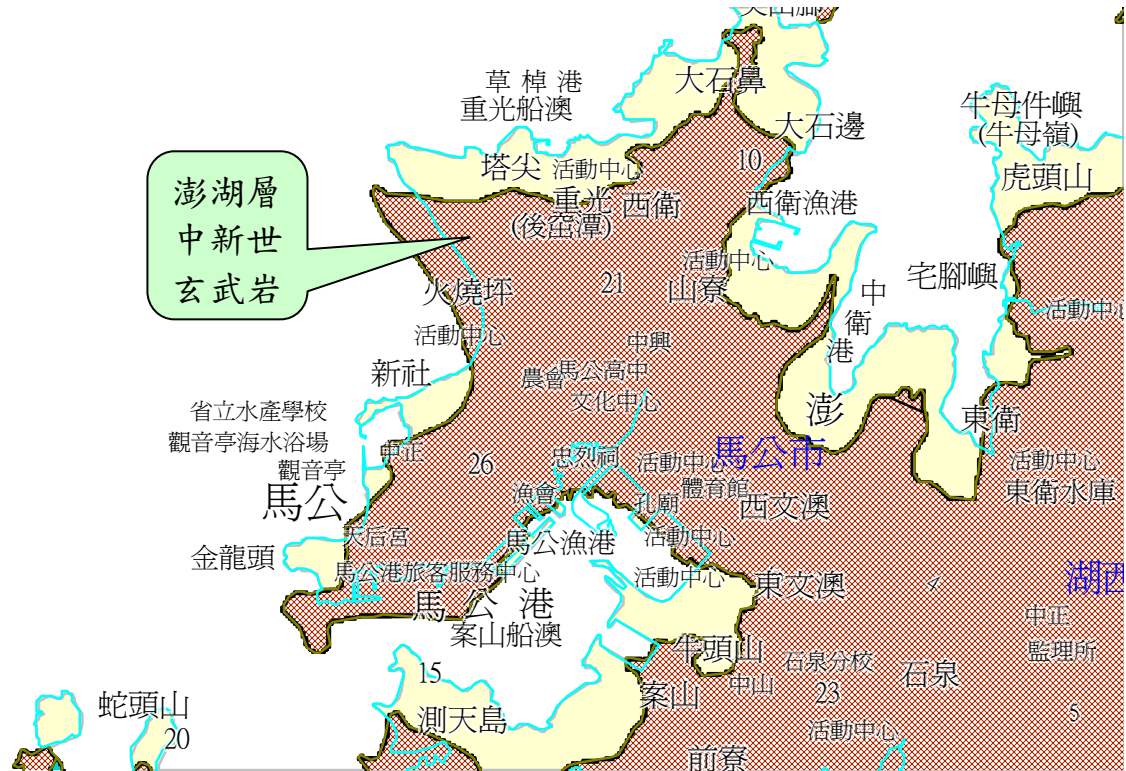 尖山腳
草棹港
重光船澳
大石鼻
大石邊
牛母件嶼
(牛母嶺)
虎頭山
澎湖層
中新世
玄武岩
塔尖
活動中心
10
重光
西衛
(後窟潭)
西衛漁港
活動中心
宅腳嶼
火燒坪
21
山寮
中衛港
活動中心
活動中心
中興
新社
農會
馬公高中
文化中心
澎
省立水產學校
觀音亭海水浴場
中正
觀音亭
26
忠烈祠
活動中心
馬公市
東衛
活動中心
馬公
漁會
體育館
孔廟
西文澳
東衛水庫
天后宮
馬公漁港
活動中心
金龍頭
馬公港旅客服務中心
活動中心
東文澳
4
湖西
馬公港
案山船澳
中正
監理所
牛頭山
15
石泉分校
石泉
中山
23
案山
蛇頭山
20
測天島
活動中心
5
前寮